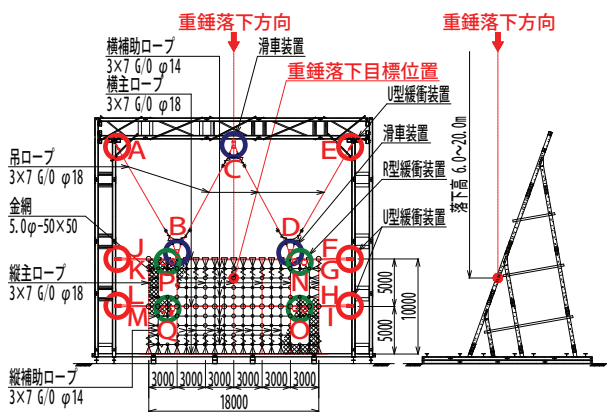 重錘落下方向
重錘落下方向
横補助ロープ
3×7 G/0 φ14
滑車装置
横主ロープ
3×7 G/0 φ18
重錘落下目標位置
U型緩衝装置
滑車装置
R型緩衝装置
U型緩衝装置
吊ロープ
3×7 G/0 φ18
金網
5.0φ-50×50
縦主ロープ
3×7 G/0 φ18
縦補助ロープ
3×7 G/0 φ14
A
C
E
B
D
J
K
P
N
F
G
L
M
Q
O
H
I
落下高 6.0~20.0m
5000
5000
10000
3000
3000
3000
3000
3000
3000
18000